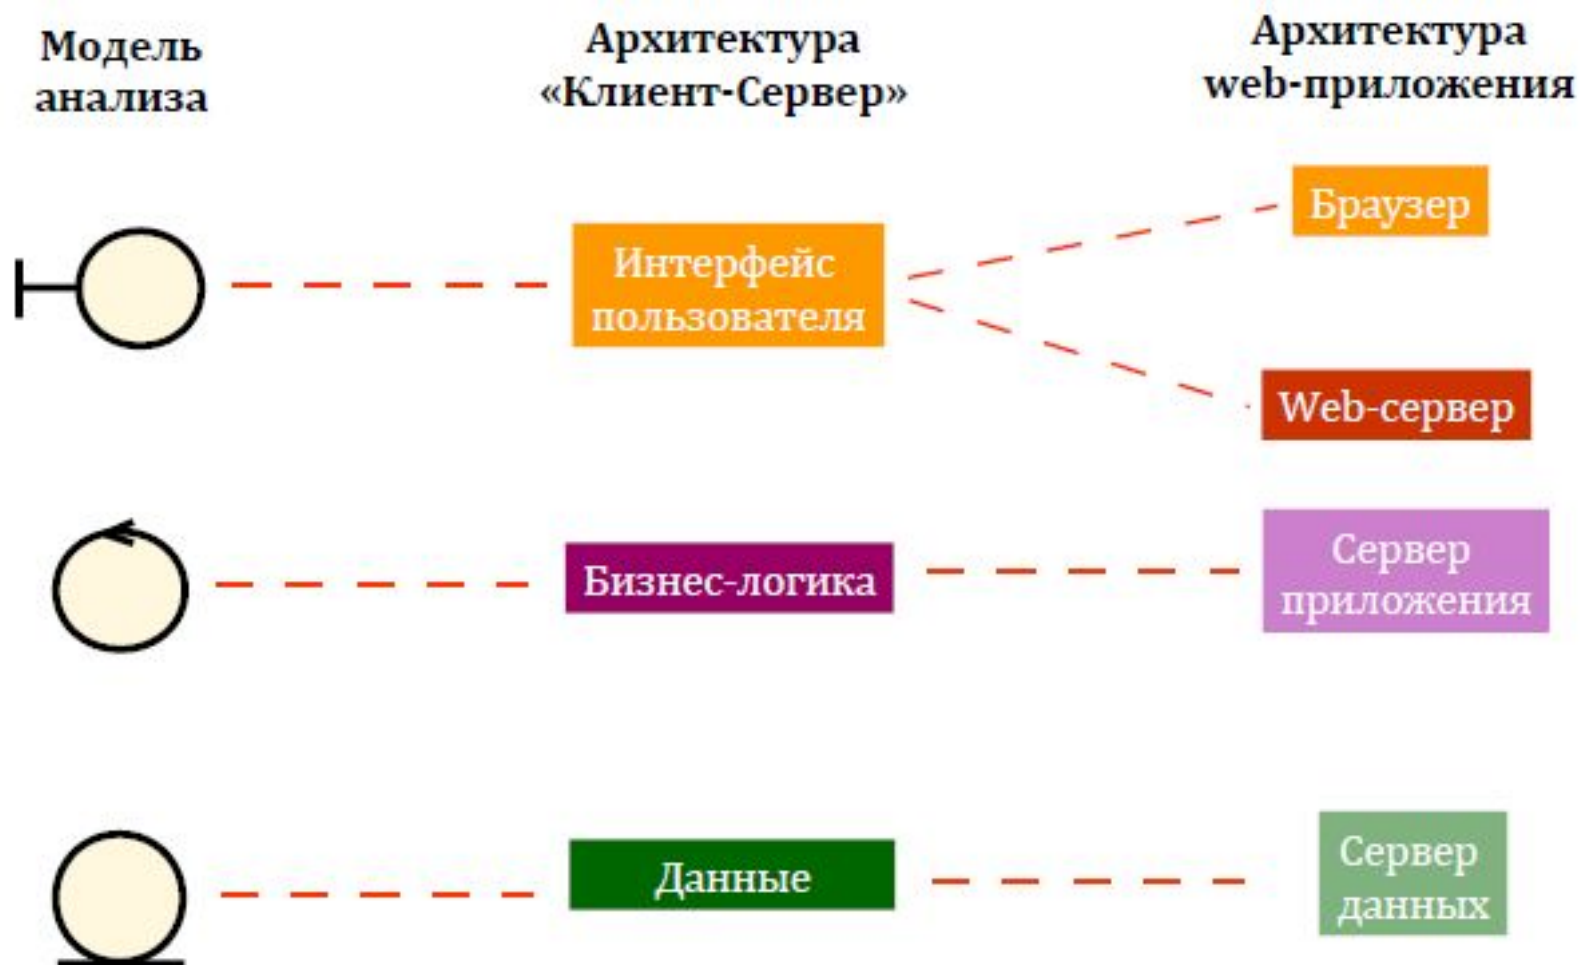 Модель
анализа
Архитектура
«Клиент-Сервер»
Архитектура
web-приложения
Интерфейс
пользователя
Браузер
Web-сервер
Бизнес-логика
Сервер
приложения
Данные
Сервер
данных